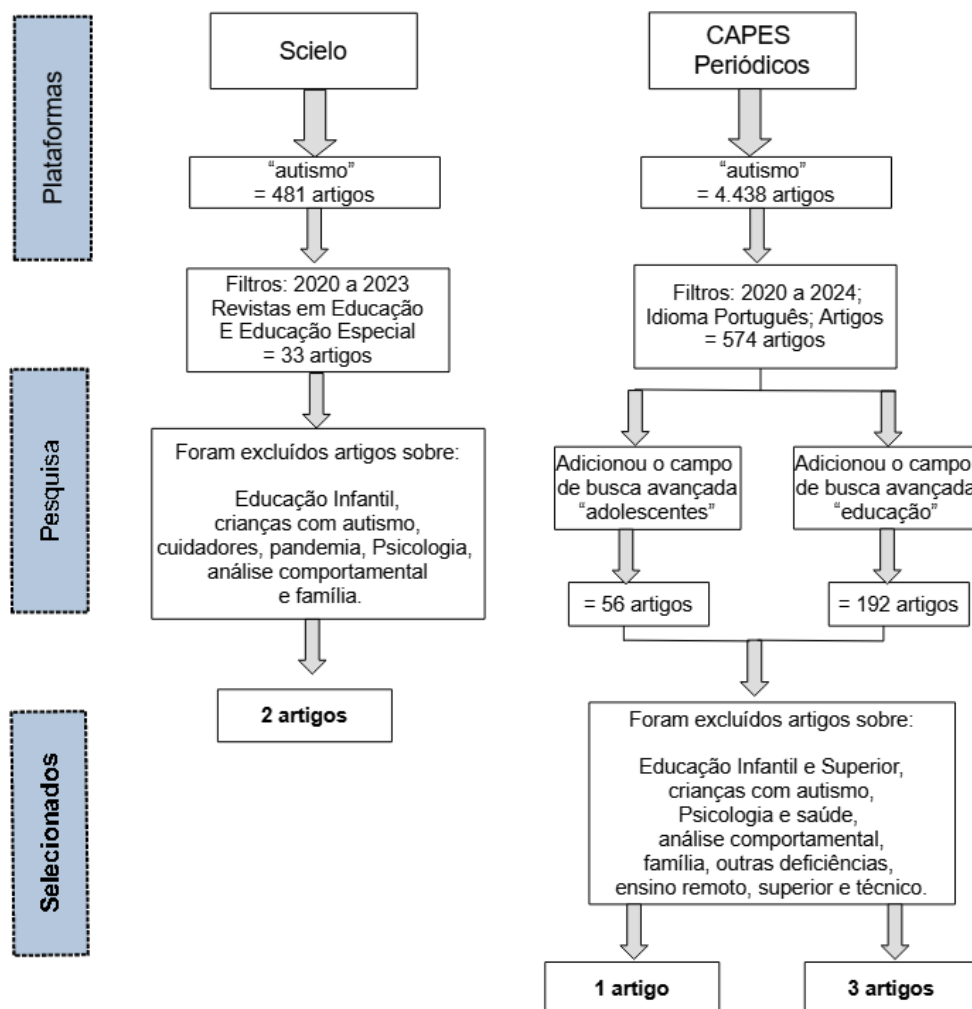 Plataformas
Pesquisa
Selecionados
Scielo
“autismo”
= 481 artigos
Filtros: 2020 a 2023
Revistas em Educação
E Educação Especial
= 33 artigos
Foram excluídos artigos sobre:
Educação Infantil,
crianças com autismo,
cuidadores, pandemia, Psicologia,
análise comportamental
e família.
2 artigos
CAPES
Periódicos
“autismo”
= 4.438 artigos
Filtros: 2020 a 2024;
Idioma Português; Artigos
= 574 artigos
Adicionou o campo
de busca avançada
“adolescentes”
= 56 artigos
Adicionou o campo
de busca avançada
“educação”
= 192 artigos
Foram excluídos artigos sobre:
Educação Infantil e Superior,
crianças com autismo,
Psicologia e saúde,
análise comportamental,
família, outras deficiências,
ensino remoto, superior e técnico.
1 artigo
3 artigos